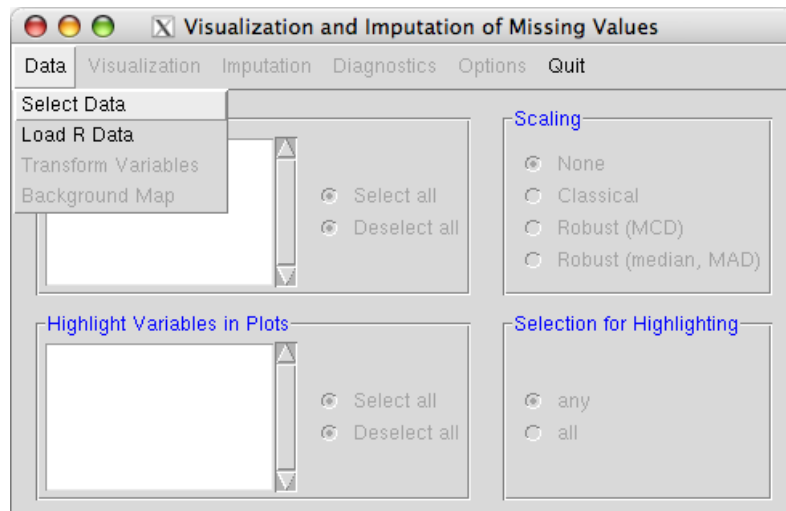 Visualization and Imputation of Missing Values
Data Visualization Imputation Diagnostics Options Quit
Select Data
Load R Data
Transform Variables
Background Map
Select all
Deselect all
Scaling
None
Classical
Robust (MCD)
Robust (median, MAD)
Highlight Variables in Plots
Select all
Deselect all
Selection for Highlighting
any
all